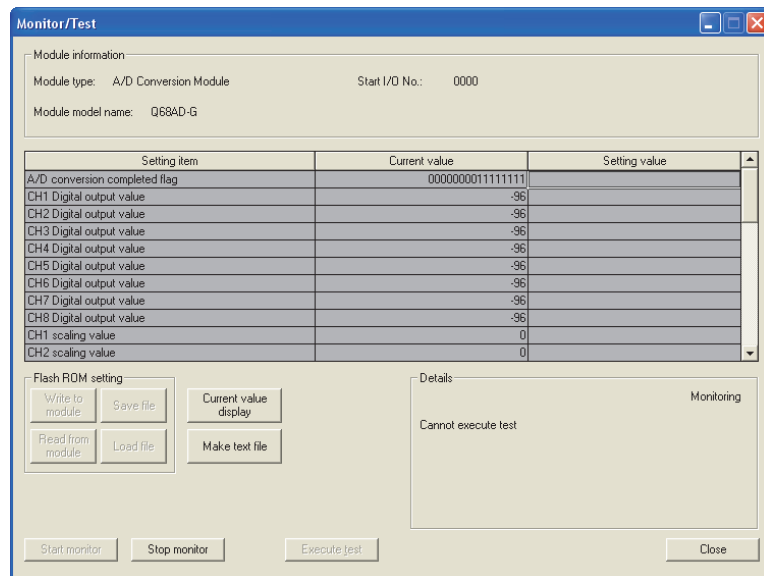 Monitor/Test
Module information
Module type: A/D Conversion Module Start I/O No.: 0000
Module model name: Q68AD-G
Setting item Current value Setting value
A/D conversion completed flag 0000000011111111
CH1 Digital output value -96
CH2 Digital output value -96
CH3 Digital output value -96
CH4 Digital output value -96
CH5 Digital output value -96
CH6 Digital output value -96
CH7 Digital output value -96
CH8 Digital output value -96
CH1 scaling value 0
CH2 scaling value 0
Flash ROM setting
Write to
module
Save file
Current value
display
Read from
module
Load file
Make text file
Details
Monitoring
Cannot execute test
Start monitor Stop monitor Execute test Close